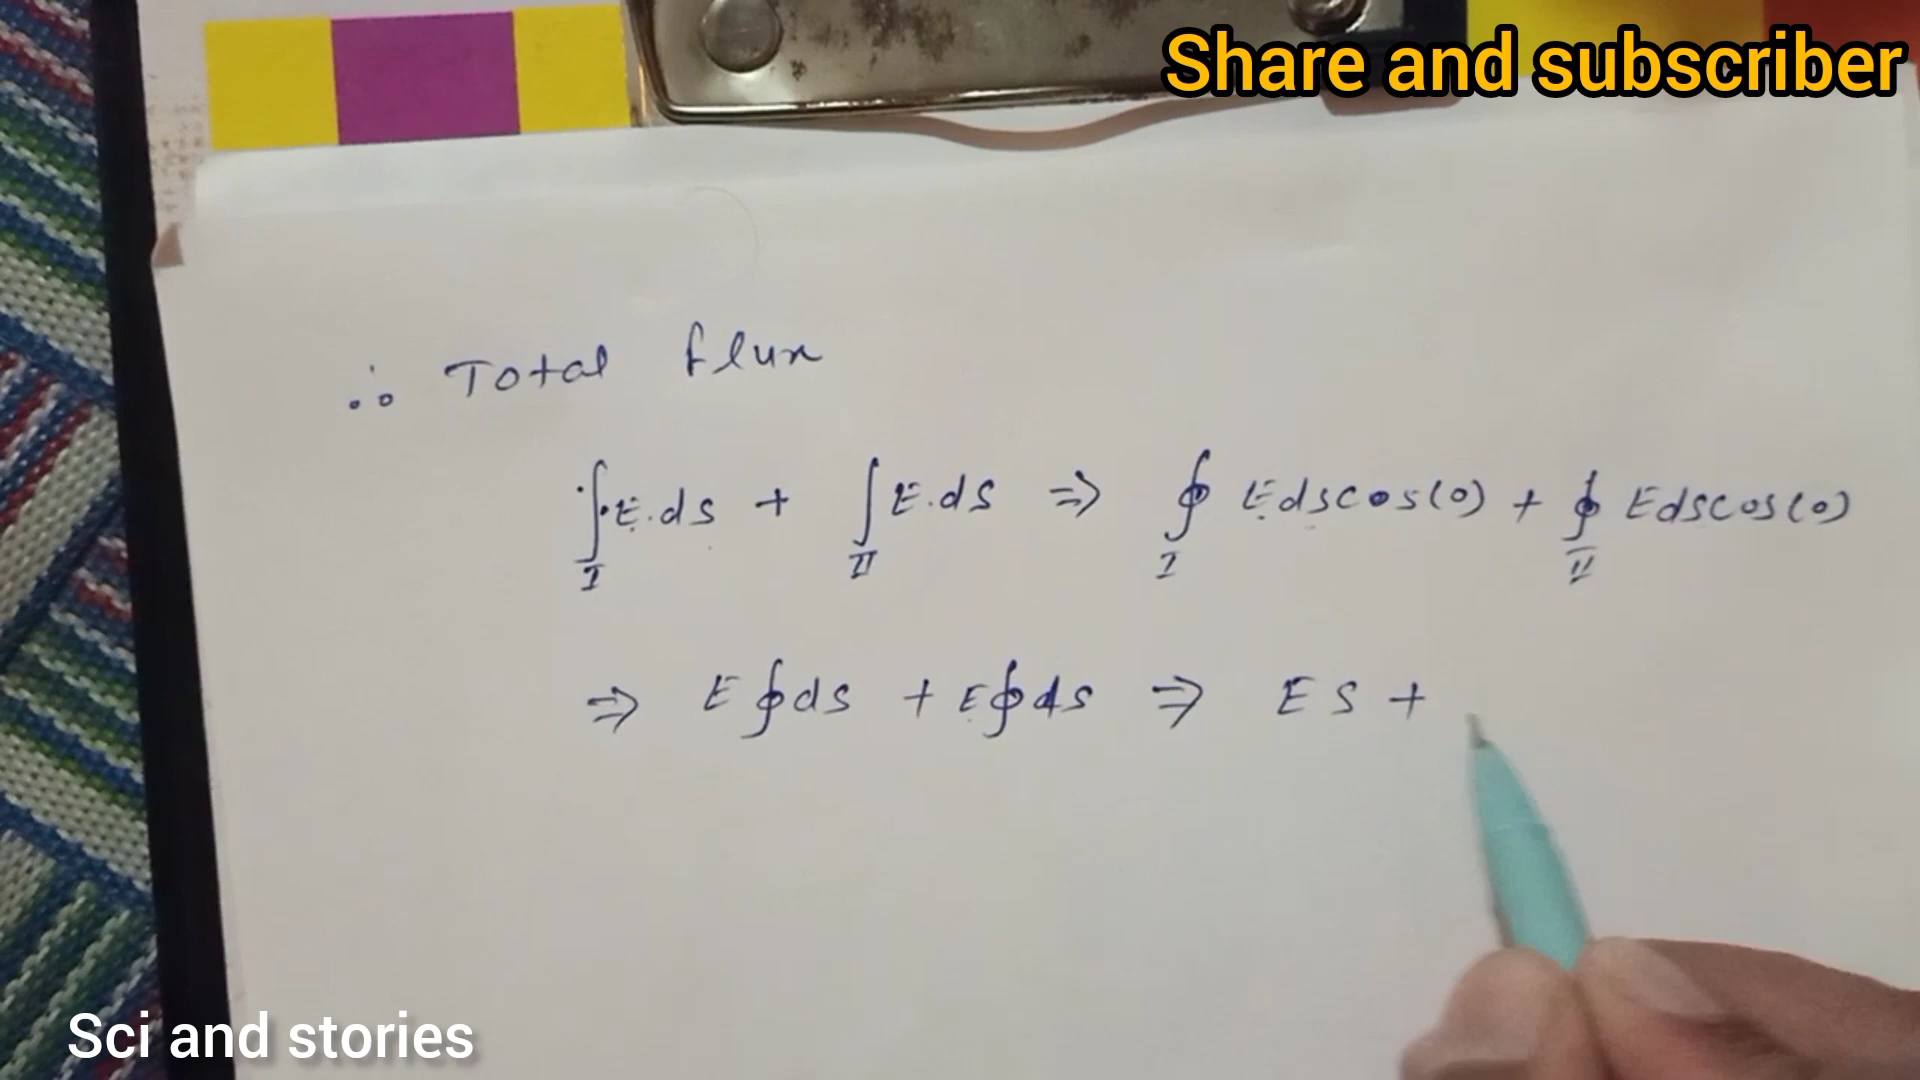 Share and subscriber
∴ Total flux
∫E.ds + ∫E.ds ⇒ ∮ Edscos(0) + ∮ Edscos(0)
I II I II
⇒ E∮ds + E∮ds ⇒ ES +
Sci and stories